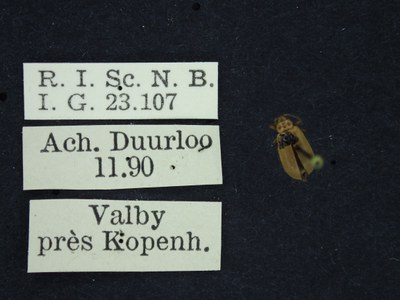 R. I. Sc. N. B.
I. G. 23.107
Ach. Duurloo
11.90
Valby
près Kopenh.